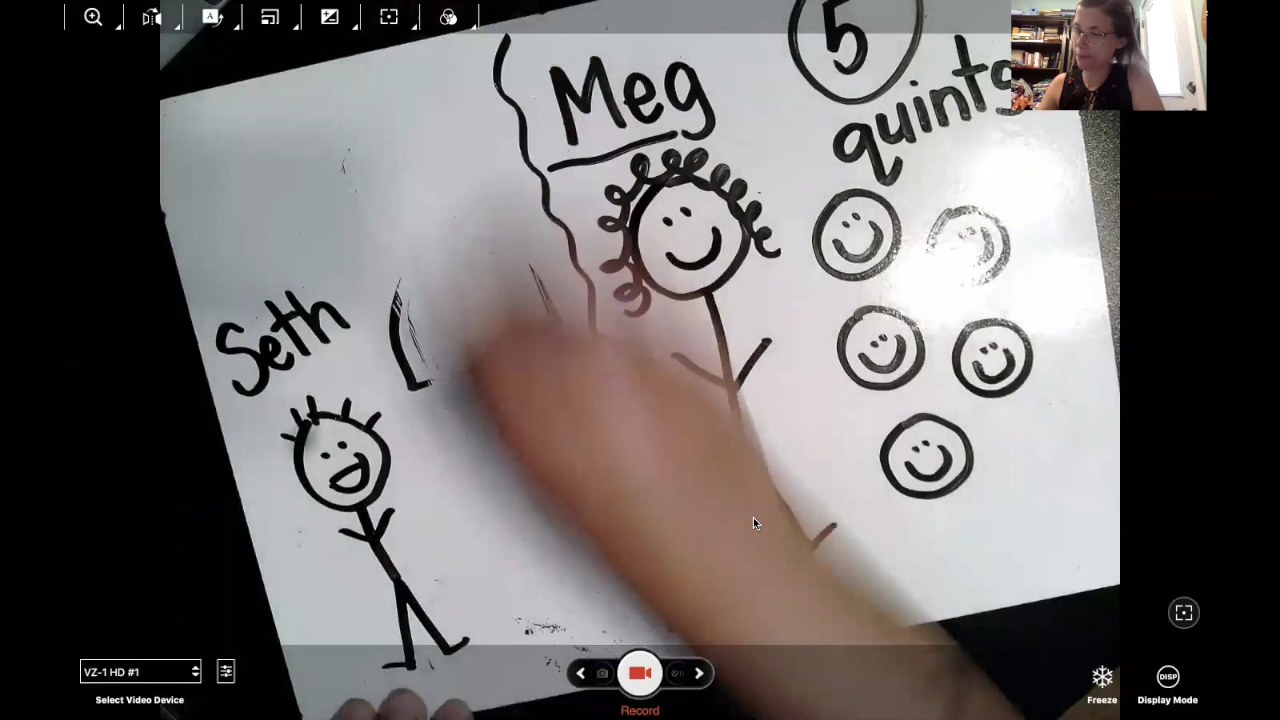 Meg
5
quints
Seth
VZ-1 HD #1
Select Video Device
Record
Freeze
DISP
Display Mode